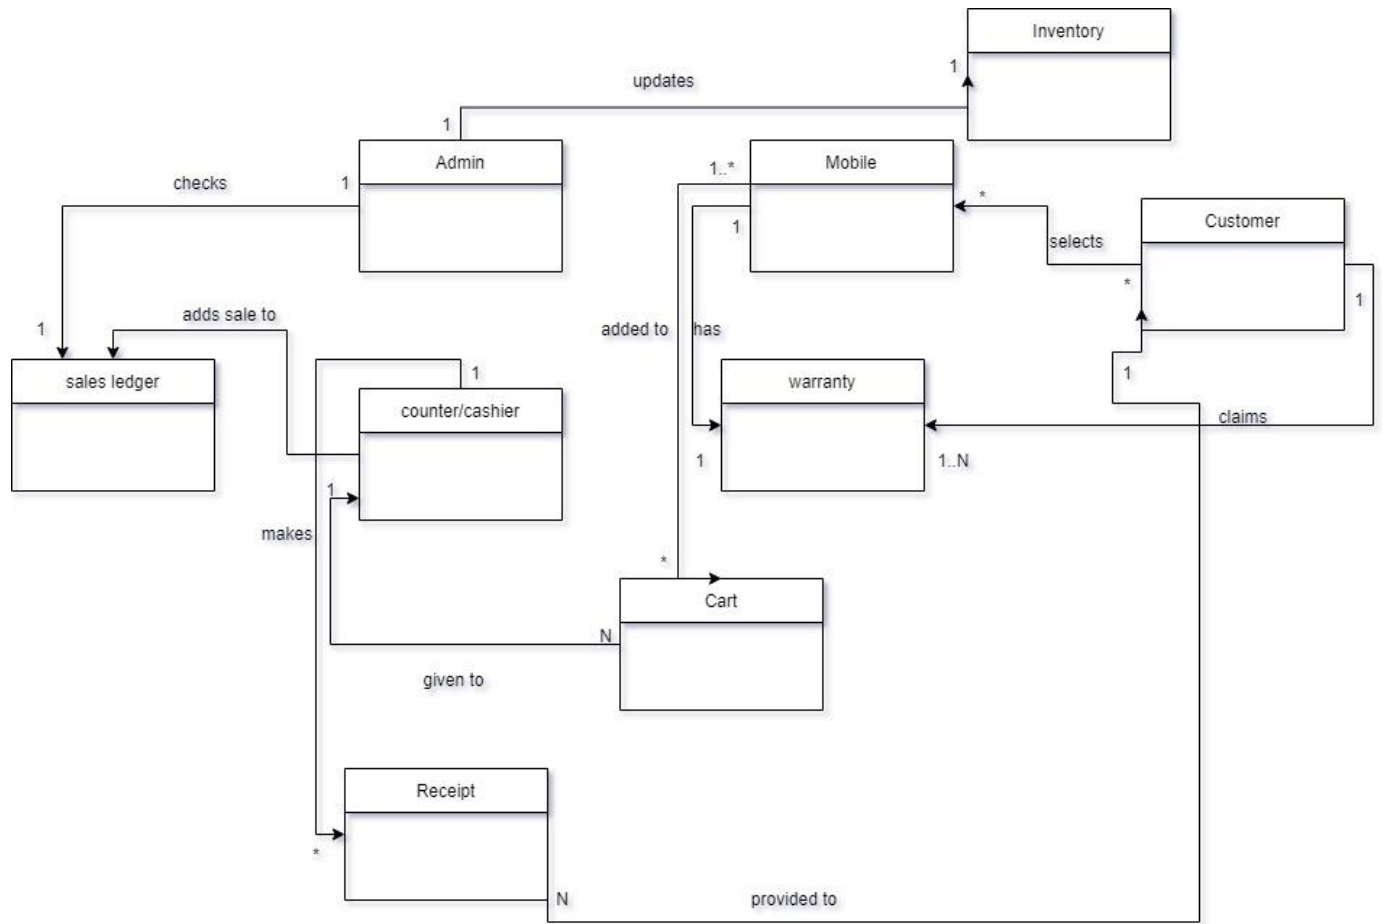 Inventory
1
updates
1
Admin
Mobile
1..*
checks
1
*
Customer
1
selects
*
1
adds sale to
1
added to
has
sales ledger
1
warranty
1
counter/cashier
claims
1
1..N
1
makes
*
Cart
N
given to
Receipt
*
N
provided to